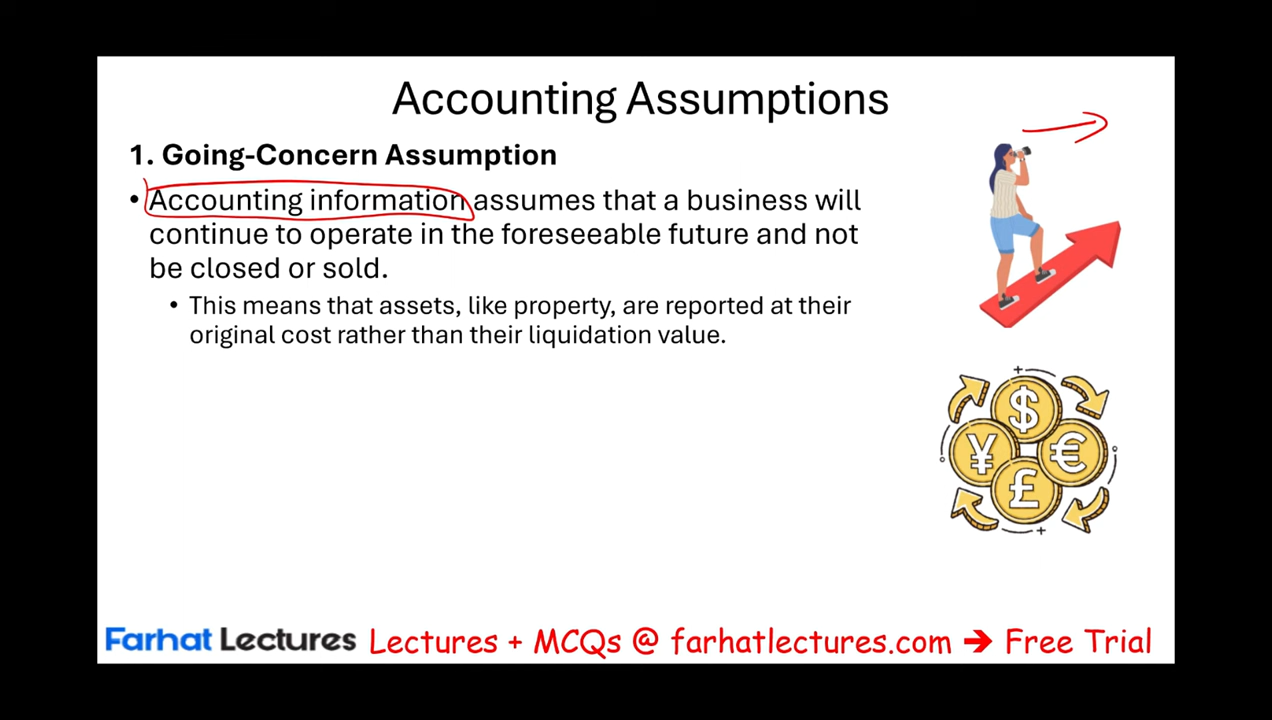 Accounting Assumptions
1. Going-Concern Assumption
• Accounting information assumes that a business will
continue to operate in the foreseeable future and not
be closed or sold.
• This means that assets, like property, are reported at their
original cost rather than their liquidation value.
$
¥ €
£
Farhat Lectures Lectures + MCQs @ farhatlectures.com ➔ Free Trial